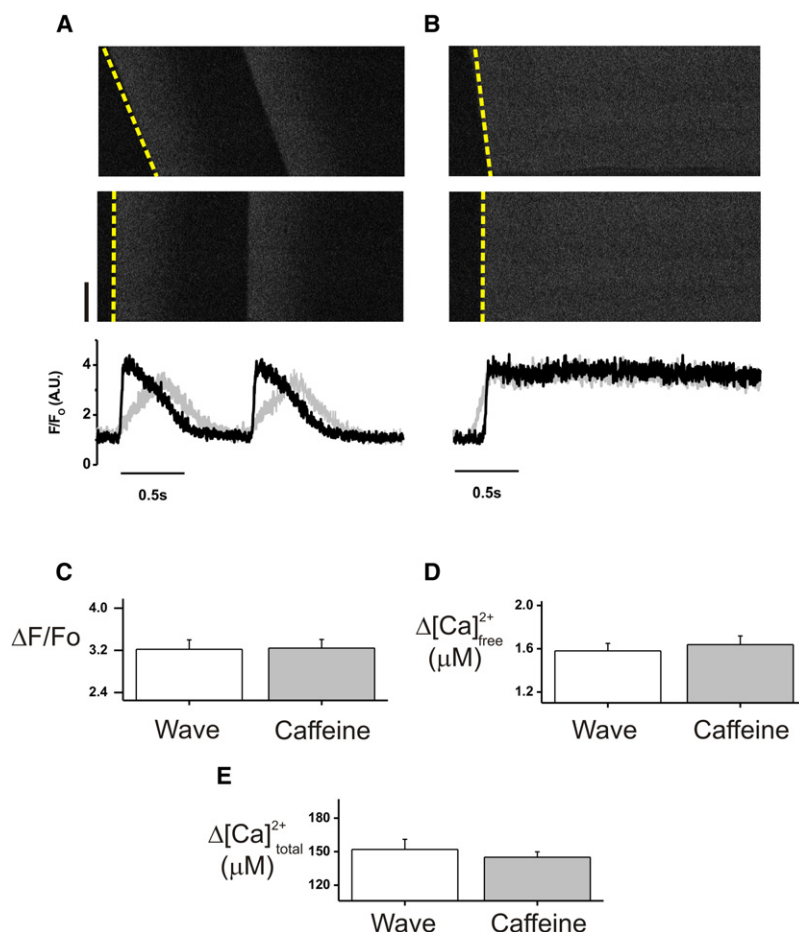 A
B
4
2
0
F/F₀ (A.U.)
0.5s
0.5s
C
ΔF/Fo
4.0
3.2
2.4
Wave
Caffeine
D
Δ[Ca]²⁺free
(μM)
2.0
1.6
1.2
Wave
Caffeine
E
Δ[Ca]²⁺total
(μM)
180
150
120
Wave
Caffeine